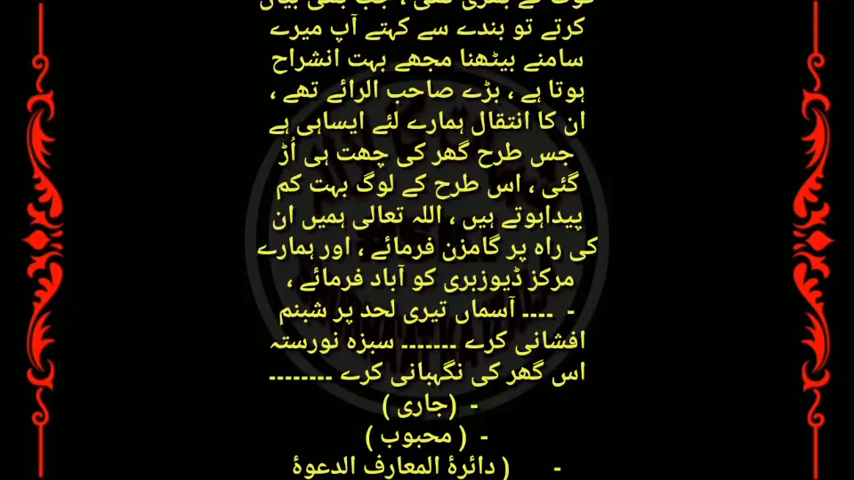 کرتے تو بندے سے کہتے آپ میرے
سامنے بیٹھنا مجھے بہت انشراح
ہوتا ہے ، بڑے صاحب الرائے تھے ،
ان کا انتقال ہمارے لئے ایساہی ہے
جس طرح گھر کی چھت ہی اُڑ
گئی ، اس طرح کے لوگ بہت کم
پیداہوتے ہیں ، اللہ تعالی ہمیں ان
کی راہ پر گامزن فرمائے ، اور ہمارے
مرکز ڈیوزبری کو آباد فرمائے ،
- ---- آسماں تیری لحد پر شبنم
افشانی کرے ------- سبزہ نورستہ
اس گھر کی نگہبانی کرے --------
- (جاری )
- ( محبوب )
- ( دائرۂ المعارف الدعوۂ